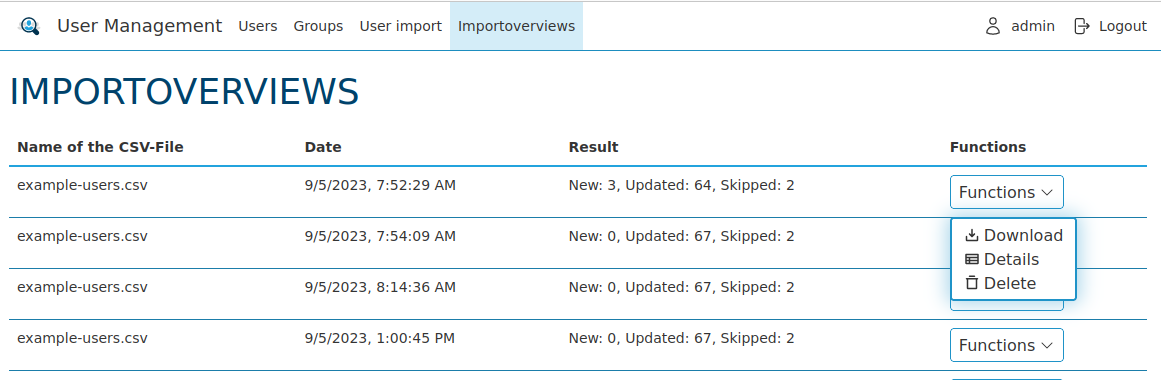 User Management Users Groups User import Importoverviews admin Logout
IMPORTOVERVIEWS
Name of the CSV-File Date Result Functions
example-users.csv 9/5/2023, 7:52:29 AM New: 3, Updated: 64, Skipped: 2 Functions
example-users.csv 9/5/2023, 7:54:09 AM New: 0, Updated: 67, Skipped: 2 Download
Details
example-users.csv 9/5/2023, 8:14:36 AM New: 0, Updated: 67, Skipped: 2 Delete
example-users.csv 9/5/2023, 1:00:45 PM New: 0, Updated: 67, Skipped: 2 Functions